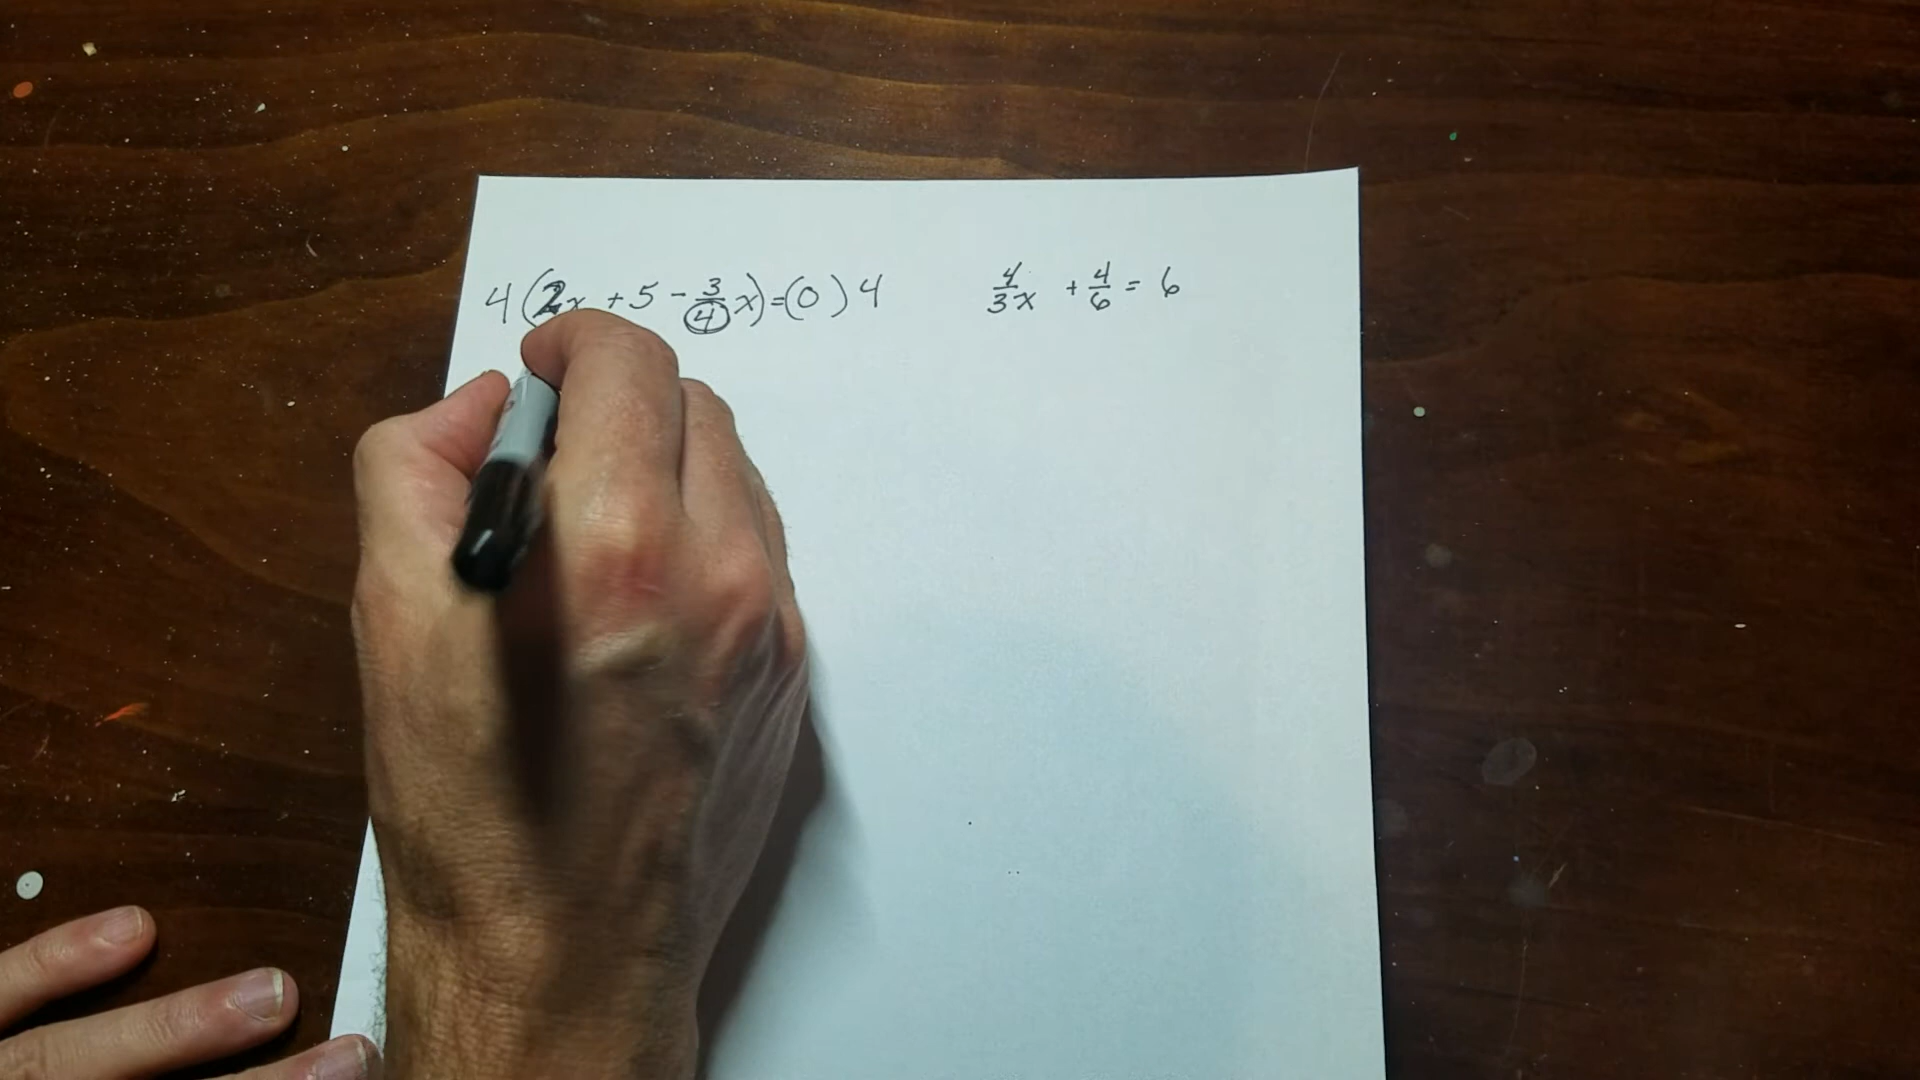 4(2x + 5 - 3/4 x) = (0) 4
4/3x + 4/6 = 6